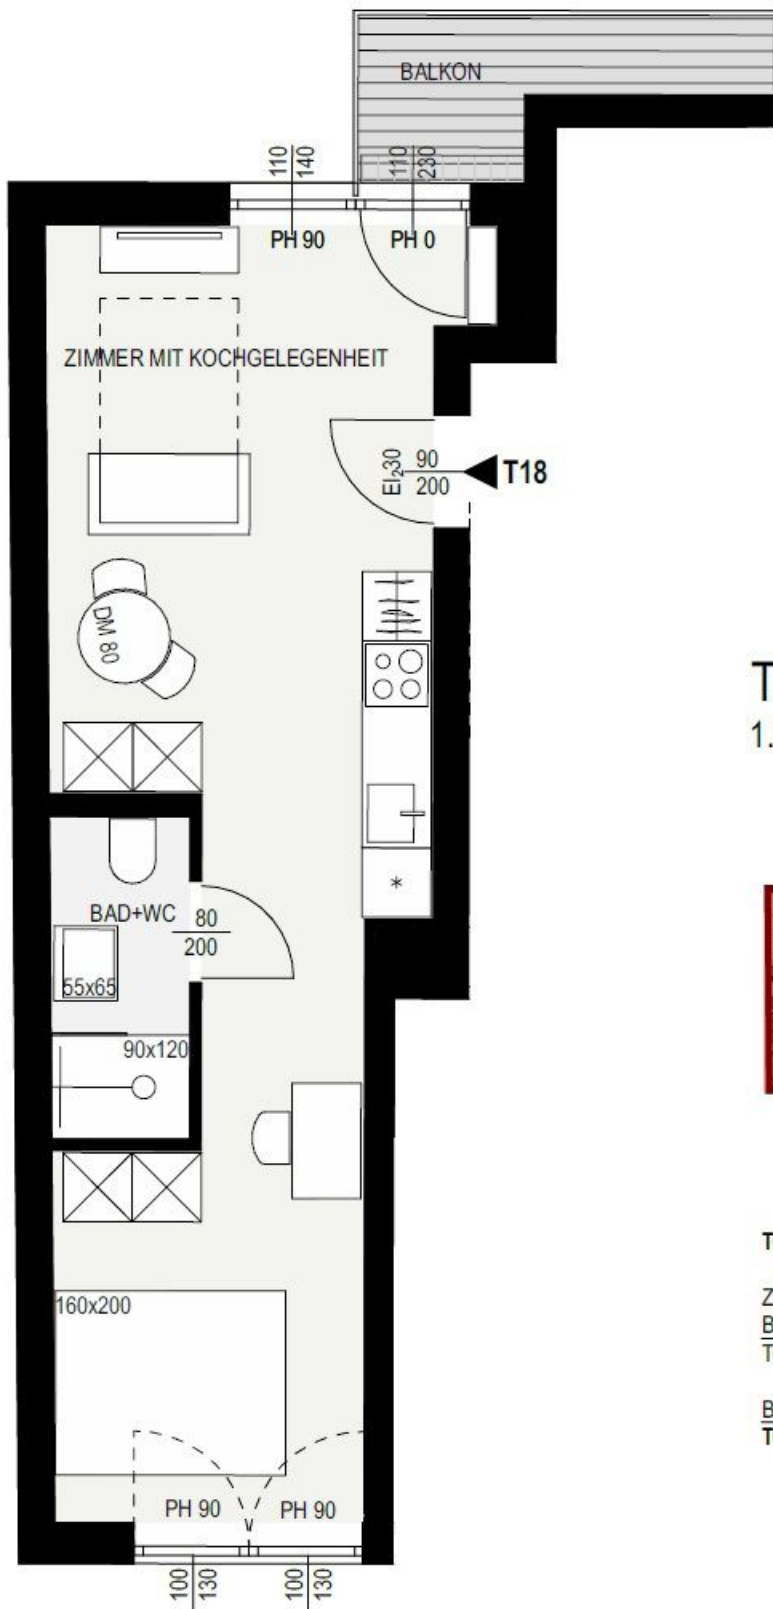 BALKON
110
140
110
230
PH 90
PH 0
ZIMMER MIT KOCHGELEGENHEIT
EI₂30
90
200
T18
DM 80
T
1.
*
BAD+WC
80
200
55x65
90x120
T
Z
B
T
160x200
B
T
PH 90
PH 90
100
130
100
130